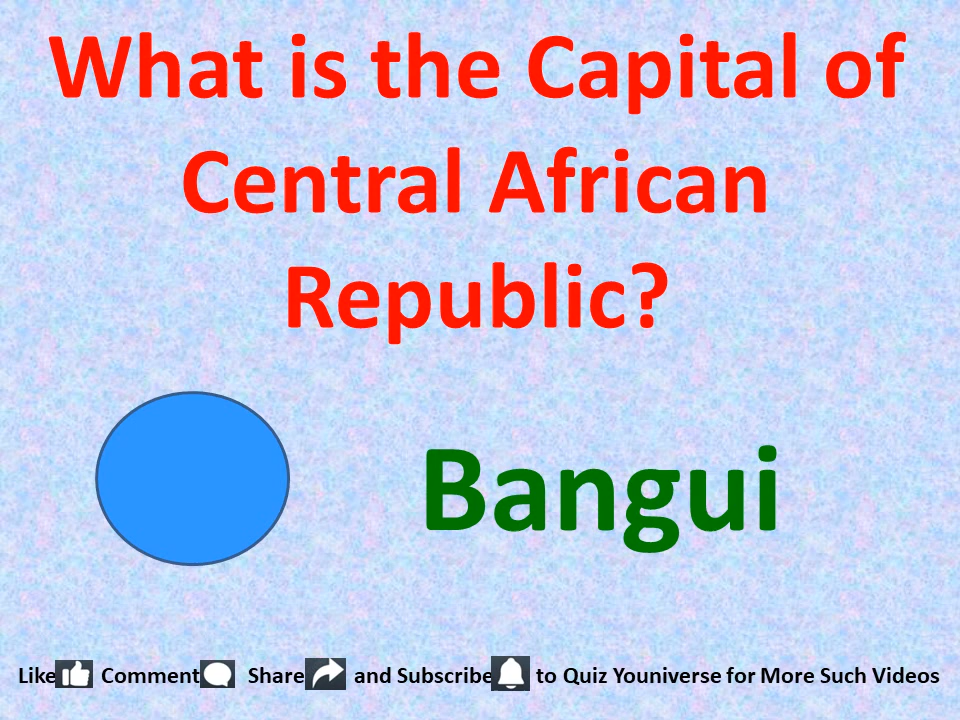 What is the Capital of
Central African
Republic?
Bangui
Like Comment Share and Subscribe to Quiz Youniverse for More Such Videos